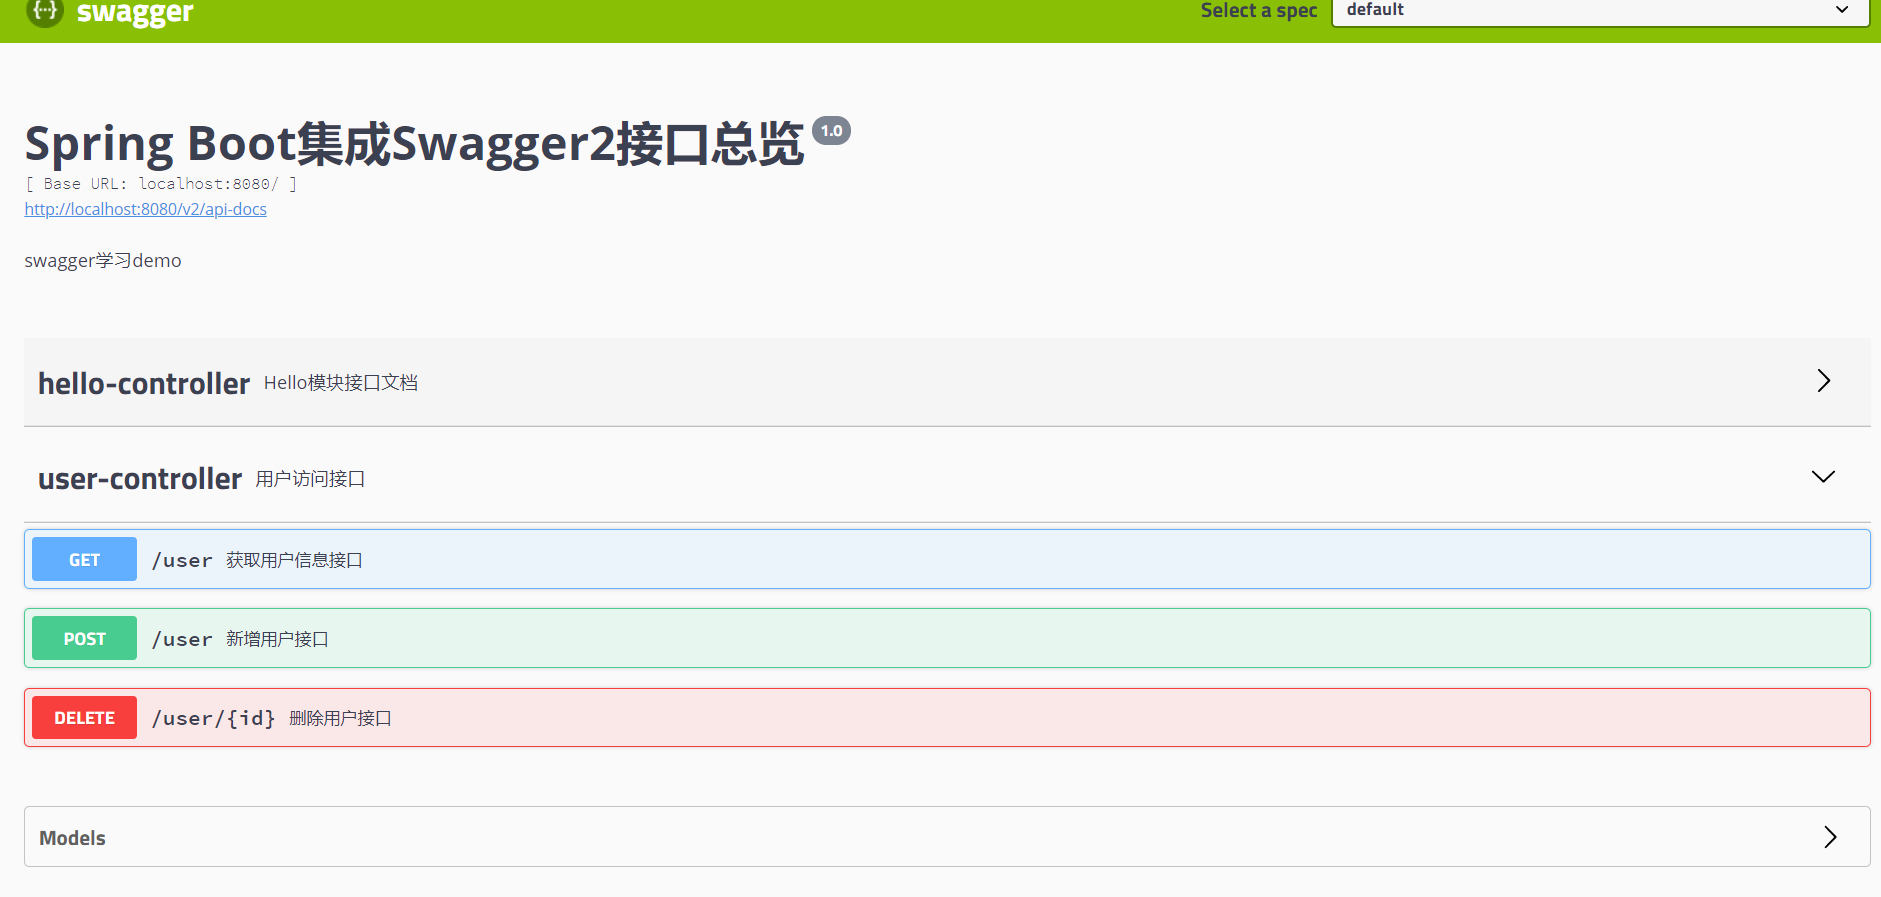 {···} swagger Select a spec default
Spring Boot集成Swagger2接口总览 1.0
[ Base URL: localhost:8080/ ]
http://localhost:8080/v2/api-docs
swagger学习demo
hello-controller Hello模块接口文档
user-controller 用户访问接口
GET /user 获取用户信息接口
POST /user 新增用户接口
DELETE /user/{id} 删除用户接口
Models